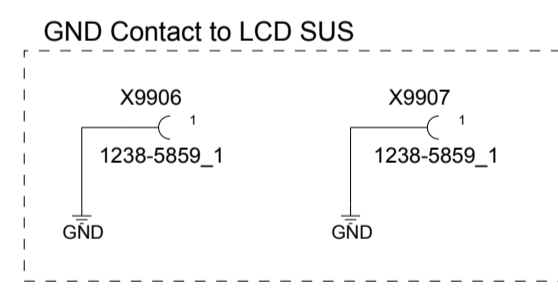 GND Contact to LCD SUS
X9906
X9907
1
1
1238-5859_1
1238-5859_1
GND
GND